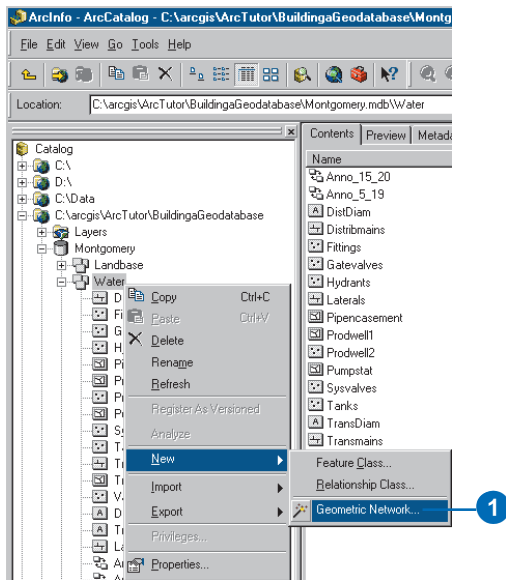 ArcInfo - ArcCatalog - C:\arcgis\ArcTutor\BuildingaGeodatabase\Montg
File Edit View Go Tools Help
Location: C:\arcgis\ArcTutor\BuildingaGeodatabase\Montgomery.mdb\Water
Catalog
C:\
D:\
C:\Data
C:\arcgis\ArcTutor\BuildingaGeodatabase
Layers
Montgomery
Landbase
Water
D
Fi
G
H
Pi
P
P
P
S
T
T
T
V
D
T
L
A
Copy Ctrl+C
Paste Ctrl+V
Delete
Rename
Refresh
Register As Versioned
Analyze
New
Import
Export
Privileges...
Properties...
Feature Class...
Relationship Class...
Geometric Network...
1
Contents Preview Metada
Name
Anno_15_20
Anno_5_19
DistDiam
Distribmains
Fittings
Gatevalves
Hydrants
Laterals
Pipencasement
Prodwell1
Prodwell2
Pumpstat
Sysvalves
Tanks
TransDiam
Transmains